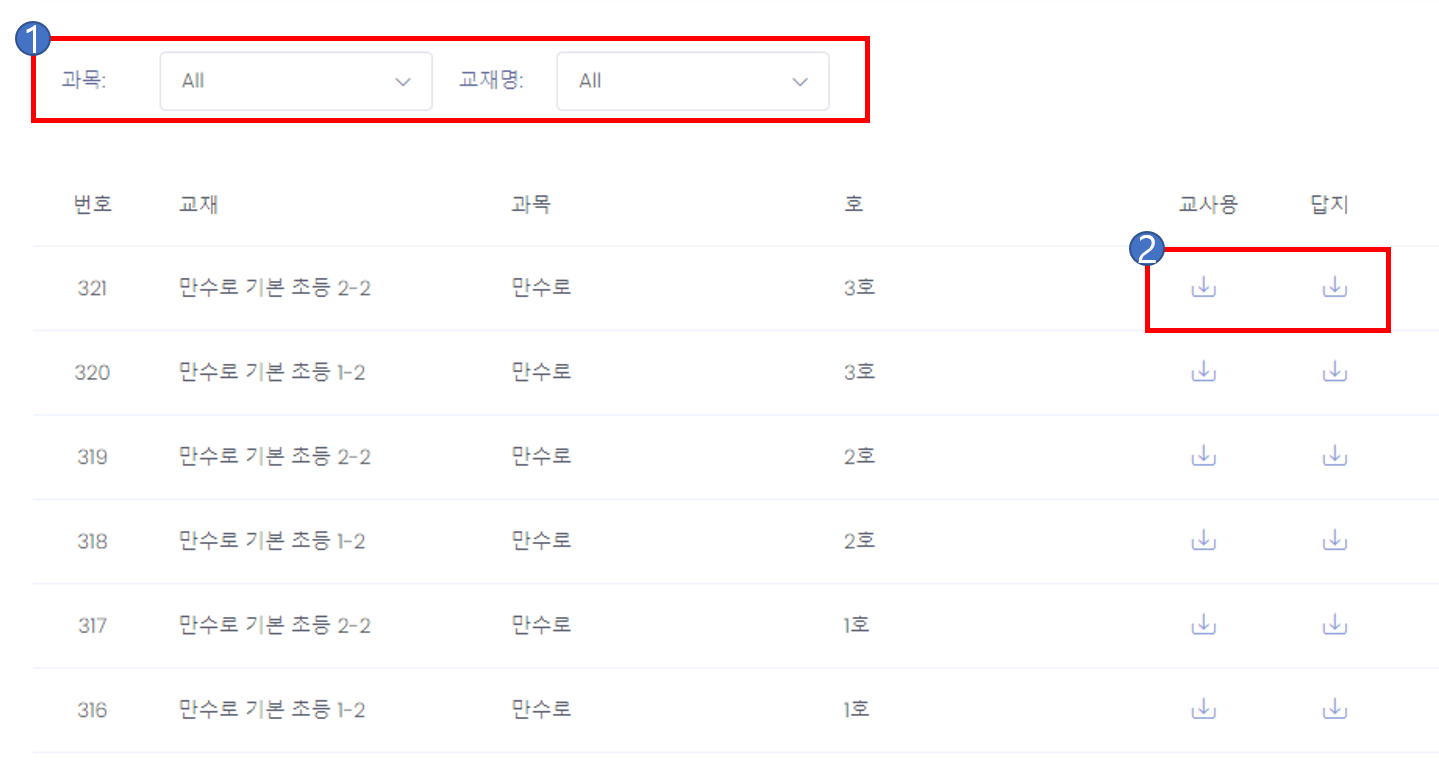 1
과목: All 교재명: All
번호 교재 과목 호 교사용 답지
2
321 만수로 기본 초등 2-2 만수로 3호
320 만수로 기본 초등 1-2 만수로 3호
319 만수로 기본 초등 2-2 만수로 2호
318 만수로 기본 초등 1-2 만수로 2호
317 만수로 기본 초등 2-2 만수로 1호
316 만수로 기본 초등 1-2 만수로 1호